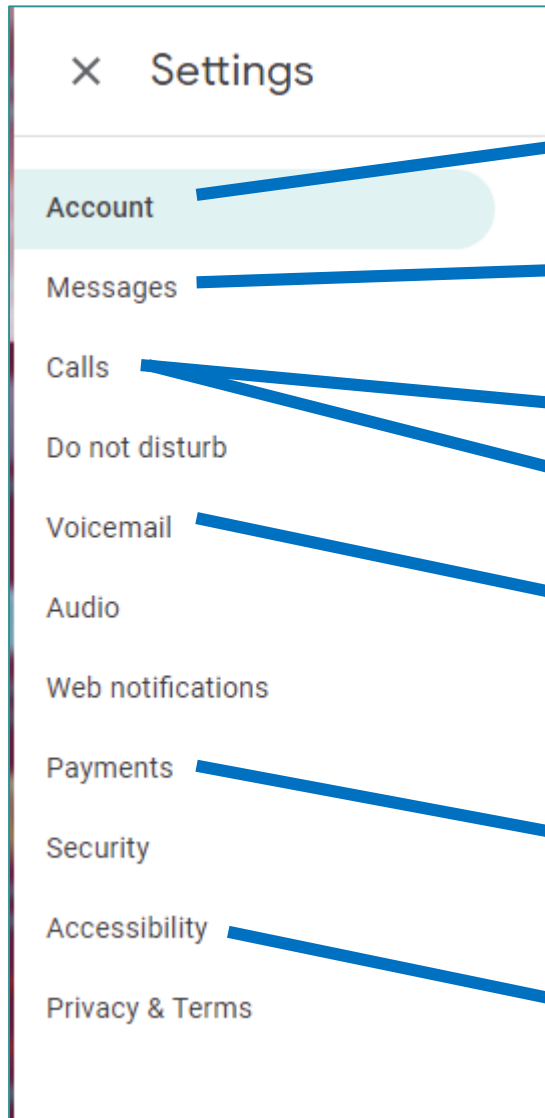 Settings
Account
Messages
Calls
Do not disturb
Voicemail
Audio
Web notifications
Payments
Security
Accessibility
Privacy & Terms